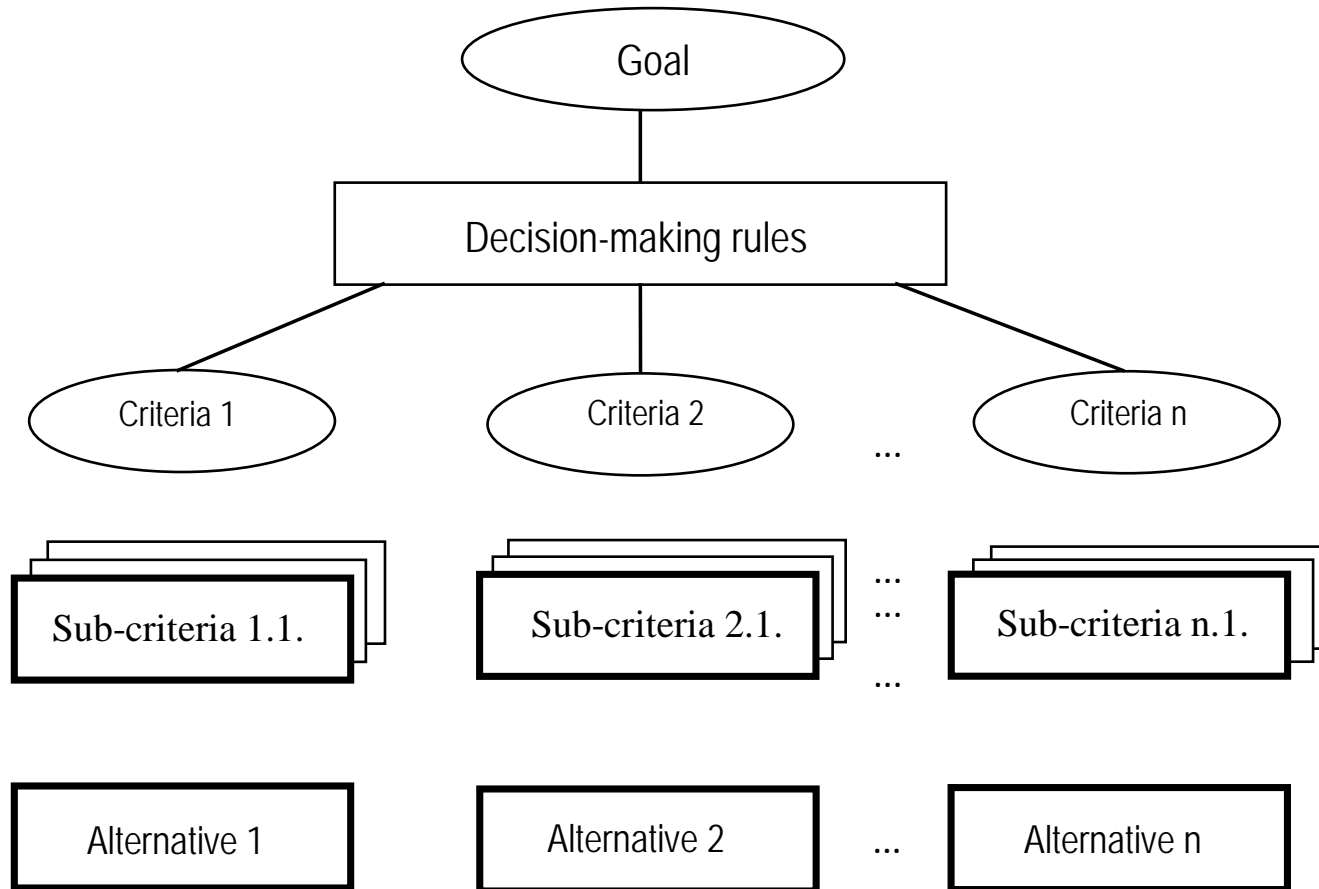 Goal
Decision-making rules
Criteria 1
Criteria 2
...
Criteria n
Sub-criteria 1.1.
Sub-criteria 2.1.
...
...
...
Sub-criteria n.1.
Alternative 1
Alternative 2
...
Alternative n